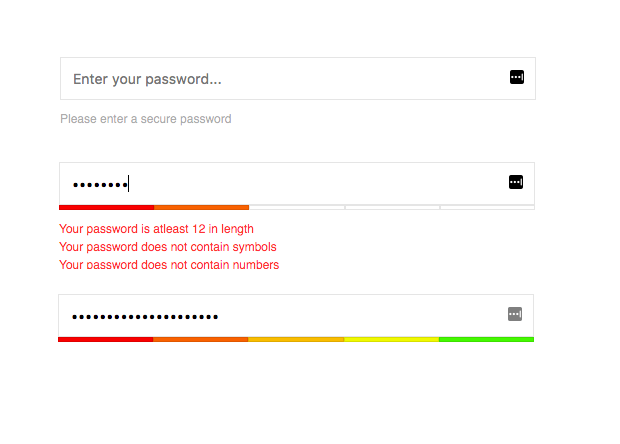 Enter your password...
Please enter a secure password
••••••••
Your password is atleast 12 in length
Your password does not contain symbols
Your password does not contain numbers
•••••••••••••••••••••